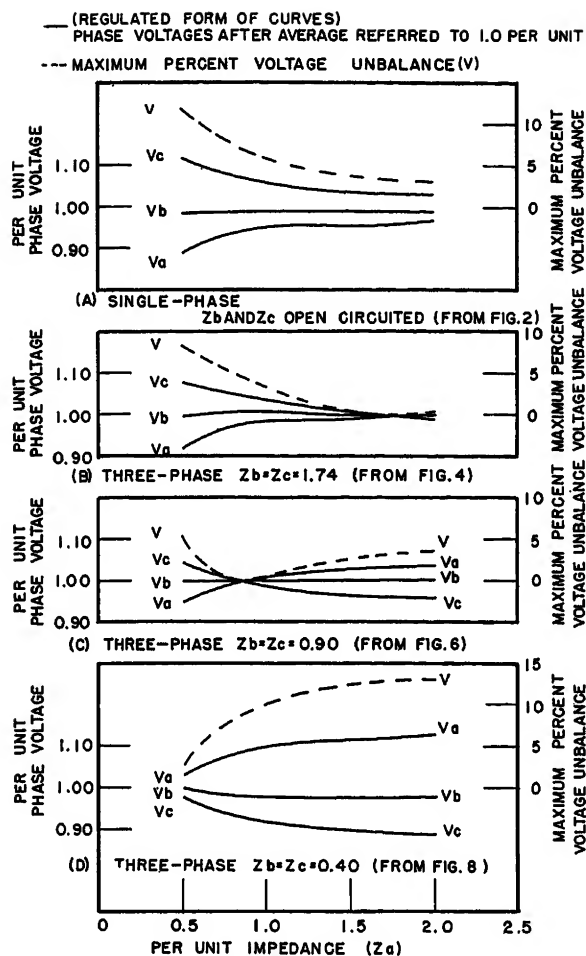 — (REGULATED FORM OF CURVES)
PHASE VOLTAGES AFTER AVERAGE REFERRED TO 1.0 PER UNIT
--- MAXIMUM PERCENT VOLTAGE UNBALANCE (V)
PER UNIT
PHASE VOLTAGE
1.10
1.00
0.90
V
Vc
Vb
Va
10
5
0
MAXIMUM PERCENT
VOLTAGE UNBALANCE
(A) SINGLE-PHASE
Zb AND Zc OPEN CIRCUITED (FROM FIG.2)
PER UNIT
PHASE VOLTAGE
1.10
1.00
0.90
V
Vc
Vb
Va
10
5
0
MAXIMUM PERCENT
VOLTAGE UNBALANCE
(B) THREE-PHASE Zb=Zc=1.74 (FROM FIG.4)
PER UNIT
PHASE VOLTAGE
1.10
1.00
0.90
V
Vc
Vb
Va
V
Va
Vb
Vc
10
5
0
MAXIMUM PERCENT
VOLTAGE UNBALANCE
(C) THREE-PHASE Zb=Zc=0.90 (FROM FIG.6)
PER UNIT
PHASE VOLTAGE
1.10
1.00
0.90
Va
Vb
Vc
V
Va
Vb
Vc
15
10
5
0
MAXIMUM PERCENT
VOLTAGE UNBALANCE
(D) THREE-PHASE Zb=Zc=0.40 (FROM FIG.8)
0 0.5 1.0 1.5 2.0 2.5
PER UNIT IMPEDANCE (Za)